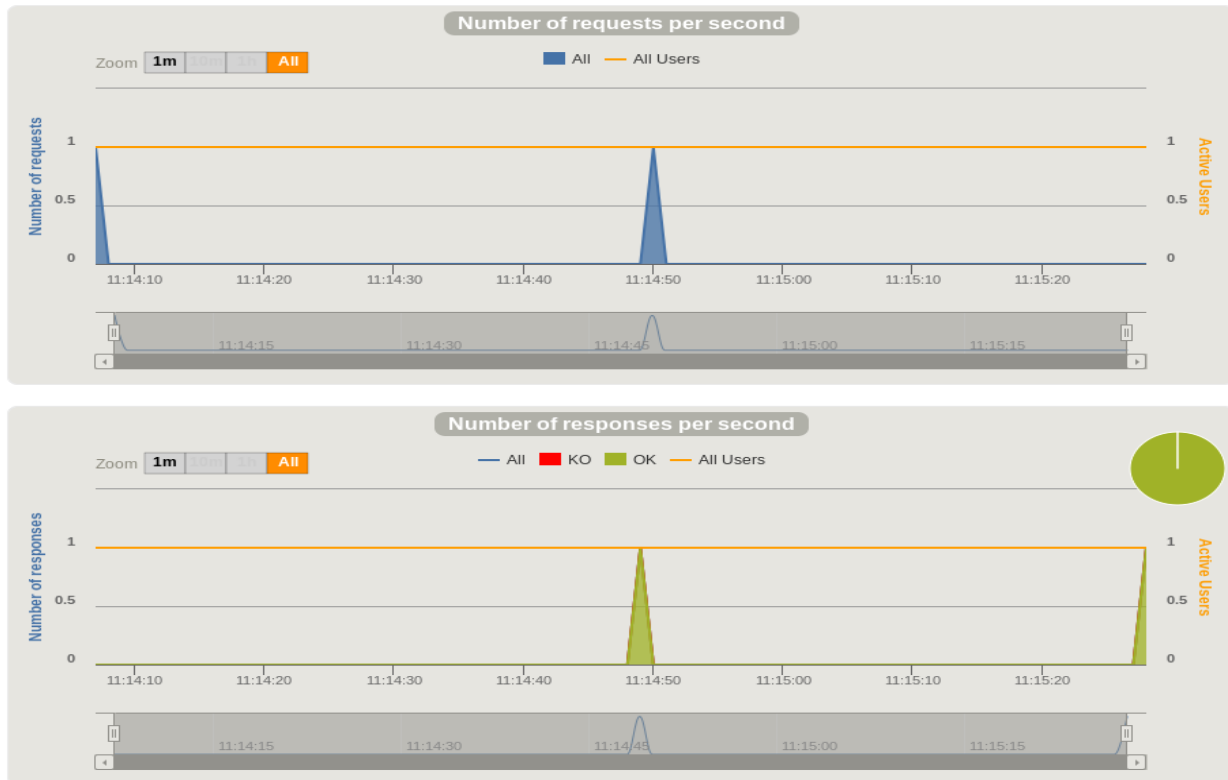 Number of requests per second
Zoom 1m 10m 1h All
All All Users
Number of requests
Active Users
1 1
0.5 0.5
0 0
11:14:10 11:14:20 11:14:30 11:14:40 11:14:50 11:15:00 11:15:10 11:15:20
11:14:15 11:14:30 11:14:45 11:15:00 11:15:15
Number of responses per second
Zoom 1m 10m 1h All
All KO OK All Users
Number of responses
Active Users
1 1
0.5 0.5
0 0
11:14:10 11:14:20 11:14:30 11:14:40 11:14:50 11:15:00 11:15:10 11:15:20
11:14:15 11:14:30 11:14:45 11:15:00 11:15:15